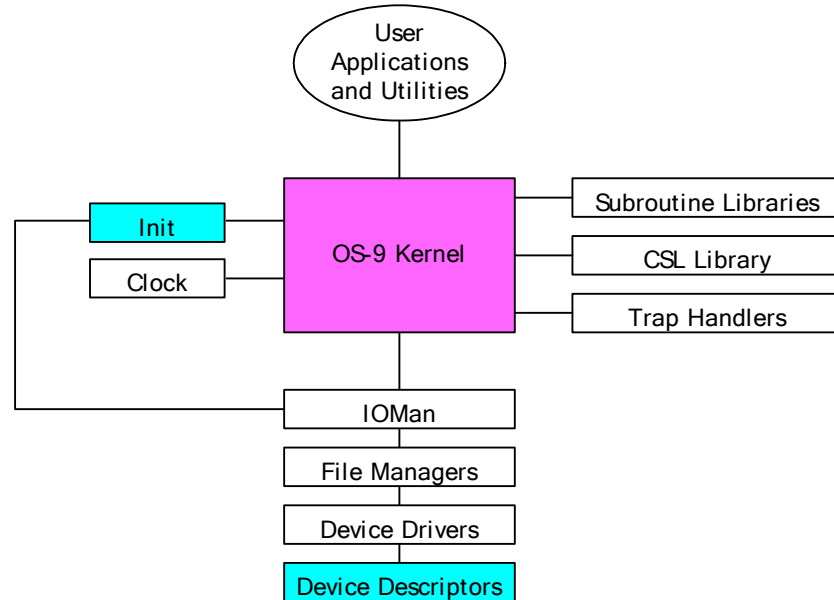 User
Applications
and Utilities
Init
Clock
OS-9 Kernel
Subroutine Libraries
CSL Library
Trap Handlers
IOMan
File Managers
Device Drivers
Device Descriptors